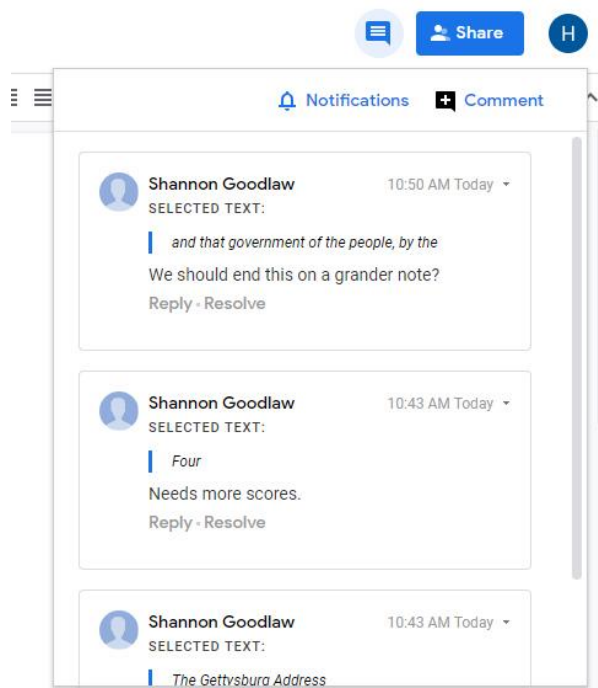 Share
H
Notifications
Comment
Shannon Goodlaw 10:50 AM Today
SELECTED TEXT:
and that government of the people, by the
We should end this on a grander note?
Reply • Resolve
Shannon Goodlaw 10:43 AM Today
SELECTED TEXT:
Four
Needs more scores.
Reply • Resolve
Shannon Goodlaw 10:43 AM Today
SELECTED TEXT:
The Gettysburg Address